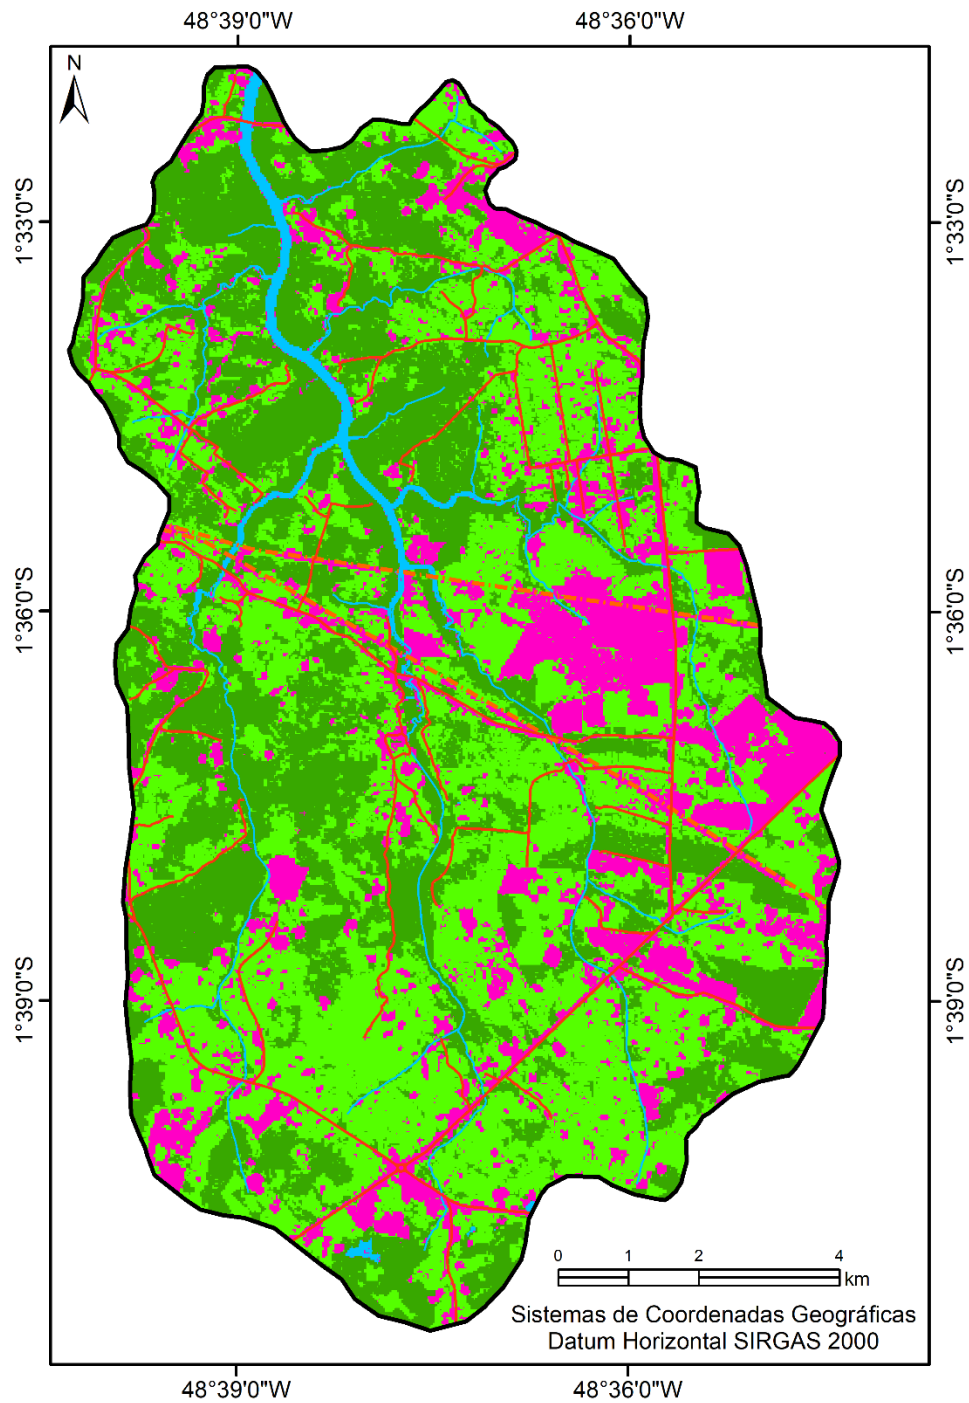 48°39'0"W 48°36'0"W
N
1°33'0"S 1°33'0"S
1°36'0"S 1°36'0"S
1°39'0"S 1°39'0"S
0 1 2 4
km
Sistemas de Coordenadas Geográficas
Datum Horizontal SIRGAS 2000
48°39'0"W 48°36'0"W